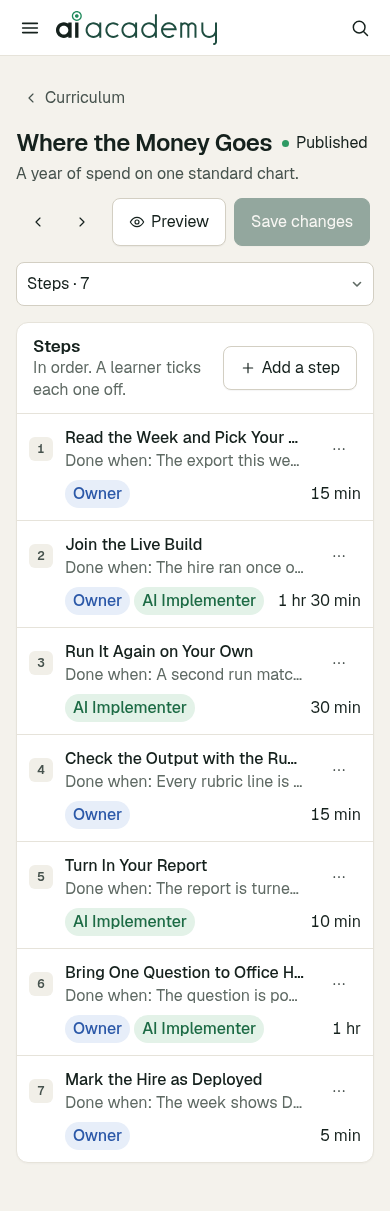 ai academy
Curriculum
Where the Money Goes
Published
A year of spend on one standard chart.
Preview
Save changes
Steps · 7
Steps
In order. A learner ticks
each one off.
Add a step
1
Read the Week and Pick Your ...
Done when: The export this we...
Owner
15 min
2
Join the Live Build
Done when: The hire ran once o...
Owner
AI Implementer
1 hr 30 min
3
Run It Again on Your Own
Done when: A second run matc...
AI Implementer
30 min
4
Check the Output with the Ru...
Done when: Every rubric line is ...
Owner
15 min
5
Turn In Your Report
Done when: The report is turne...
AI Implementer
10 min
6
Bring One Question to Office H...
Done when: The question is po...
Owner
AI Implementer
1 hr
7
Mark the Hire as Deployed
Done when: The week shows D...
Owner
5 min